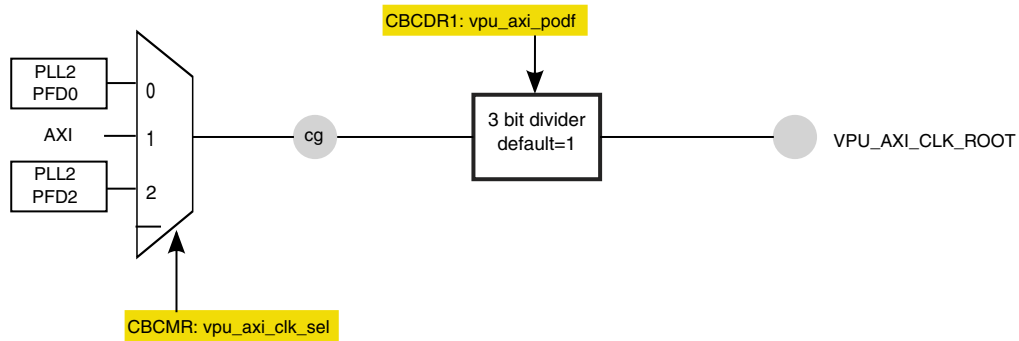 CBCDR1: vpu_axi_podf
PLL2
PFD0
0
AXI
1
PLL2
PFD2
2
cg
3 bit divider
default=1
VPU_AXI_CLK_ROOT
CBCMR: vpu_axi_clk_sel